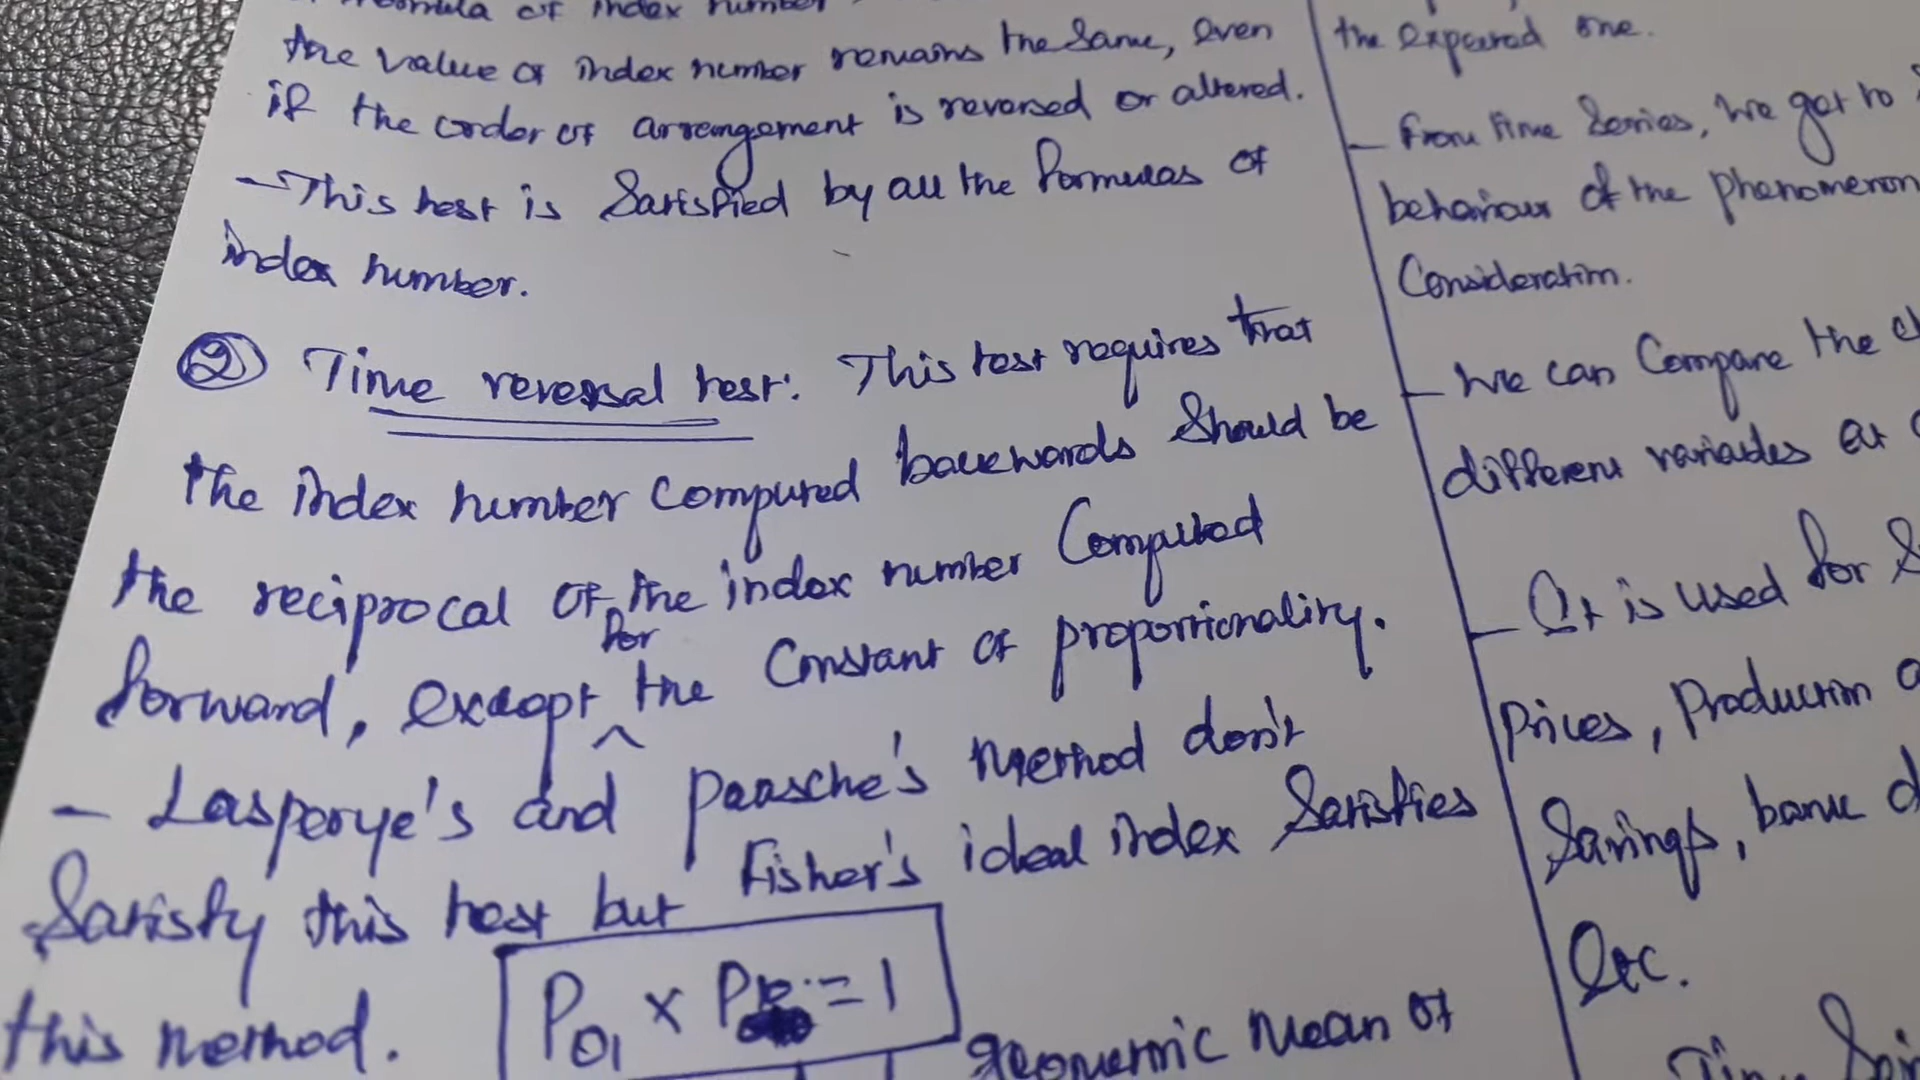 formula of index number
the value of index number remains the same, even
if the order of arrangement is reversed or altered.
- This test is satisfied by all the formulas of
index number.
② Time reversal test: This test requires that
the index number computed backwards should be
the reciprocal of the index number computed
forward, except for the constant of proportionality.
- Lasperye's and paasche's method don't
satisfy this test but Fisher's ideal index satisfies
this method.
P01 × P = 1
geometric mean of
the expected one.
- From time series, we get to
behaviour of the phenomenon
Consideration.
- We can Compare the
different variables at
- It is used for
prices, production
savings, bank
etc.